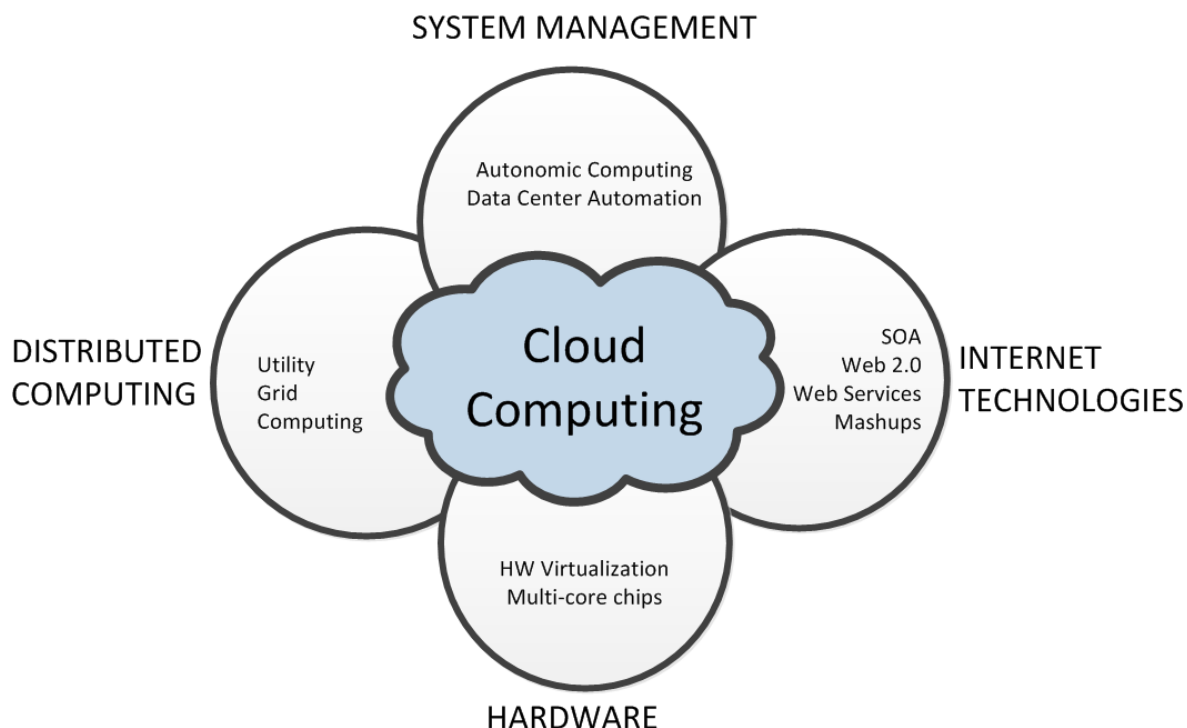 SYSTEM MANAGEMENT
Autonomic Computing
Data Center Automation
DISTRIBUTED
COMPUTING
Utility
Grid
Computing
Cloud
Computing
SOA
Web 2.0
Web Services
Mashups
INTERNET
TECHNOLOGIES
HW Virtualization
Multi-core chips
HARDWARE